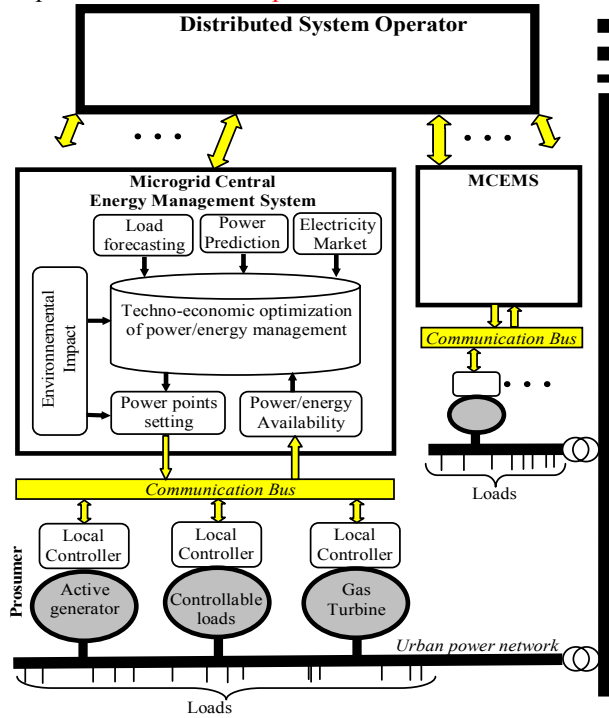 Distributed System Operator
Microgrid Central
Energy Management System
Load
forecasting
Power
Prediction
Electricity
Market
Environnemental
Impact
Techno-economic optimization
of power/energy management
Power points
setting
Power/energy
Availability
Communication Bus
MCEMS
Communication Bus
Loads
Prosumer
Local
Controller
Local
Controller
Local
Controller
Active
generator
Controllable
loads
Gas
Turbine
Urban power network
Loads